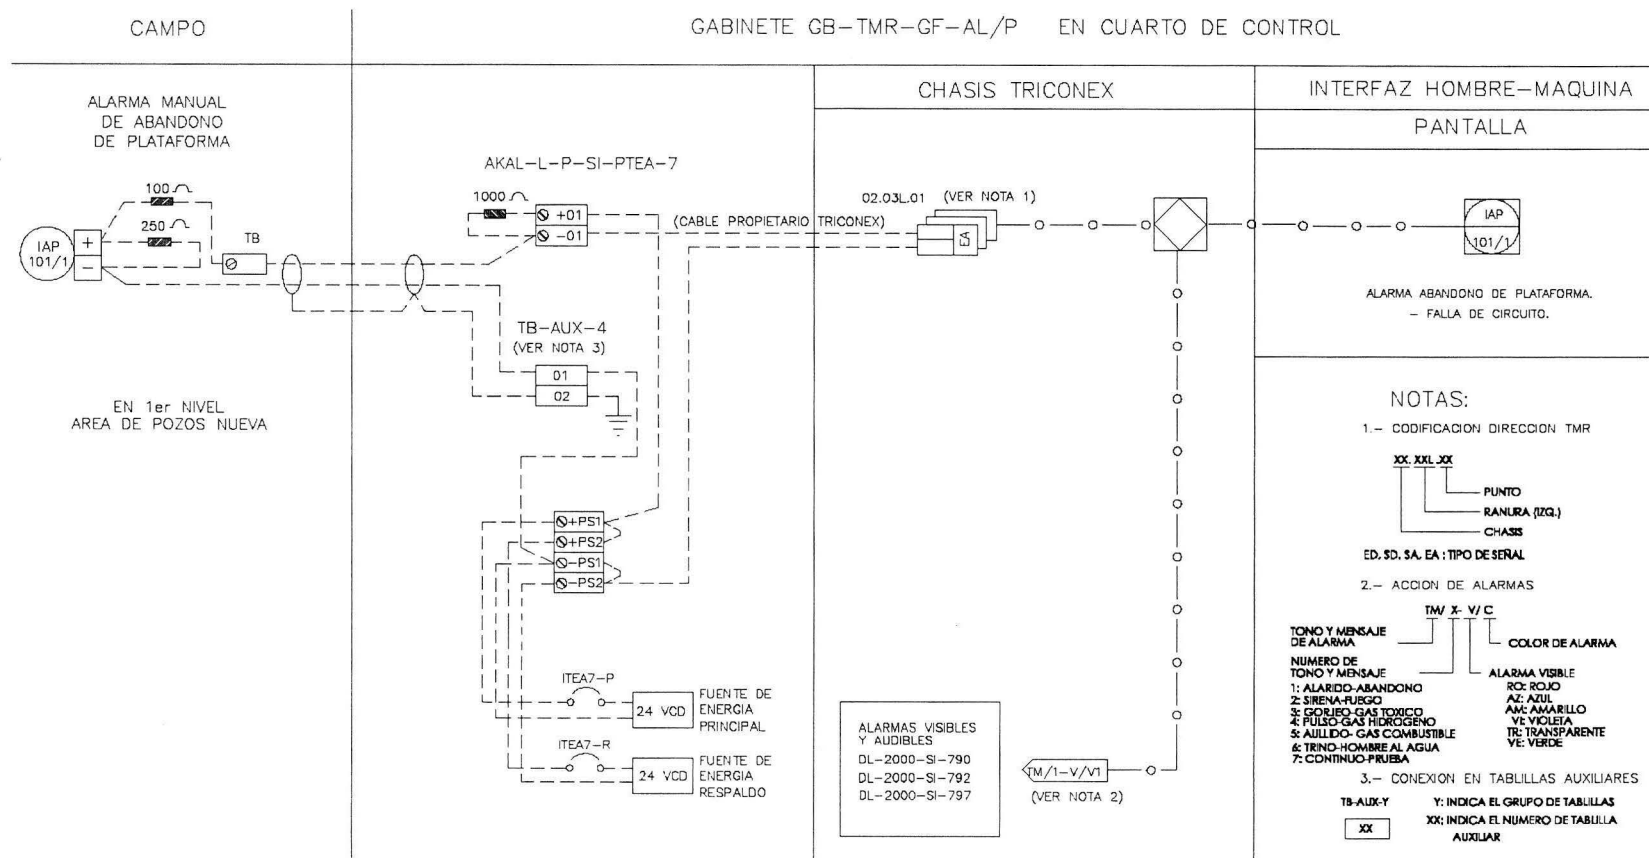 CAMPO
GABINETE GB-TMR-GF-AL/P EN CUARTO DE CONTROL
CHASIS TRICONEX
INTERFAZ HOMBRE-MAQUINA
PANTALLA
ALARMA MANUAL
DE ABANDONO
DE PLATAFORMA
100
250
IAP
101/1
+
-
TB
EN 1er NIVEL
AREA DE POZOS NUEVA
AKAL-L-P-SI-PTEA-7
1000
+01
-01
(CABLE PROPIETARIO TRICONEX)
TB-AUX-4
(VER NOTA 3)
01
02
+PS1
+PS2
-PS1
-PS2
ITEA7-P
24 VCD
FUENTE DE
ENERGIA
PRINCIPAL
ITEA7-R
24 VCD
FUENTE DE
ENERGIA
RESPALDO
02.03L.01 (VER NOTA 1)
EA
ALARMAS VISIBLES
Y AUDIBLES
DL-2000-SI-790
DL-2000-SI-792
DL-2000-SI-797
TM/1-V/V1
(VER NOTA 2)
IAP
101/1
ALARMA ABANDONO DE PLATAFORMA.
- FALLA DE CIRCUITO.
NOTAS:
1.- CODIFICACION DIRECCION TMR
XX. XXL .XX
PUNTO
RANURA (IZQ.)
CHASIS
ED, SD, SA, EA : TIPO DE SEÑAL
2.- ACCION DE ALARMAS
TM/ X- V/ C
TONO Y MENSAJE
DE ALARMA
COLOR DE ALARMA
NUMERO DE
TONO Y MENSAJE
ALARMA VISIBLE
1: ALARIDO-ABANDONO
2: SIRENA-FUEGO
3: GORJEO-GAS TOXICO
4: PULSO-GAS HIDROGENO
5: AULLIDO- GAS COMBUSTIBLE
6: TRINO-HOMBRE AL AGUA
7: CONTINUO-PRUEBA
RO: ROJO
AZ: AZUL
AM: AMARILLO
VI: VIOLETA
TR: TRANSPARENTE
VE: VERDE
3.- CONEXION EN TABLILLAS AUXILIARES
TB-AUX-Y
Y: INDICA EL GRUPO DE TABLILLAS
XX
XX: INDICA EL NUMERO DE TABLILLA
AUXILIAR